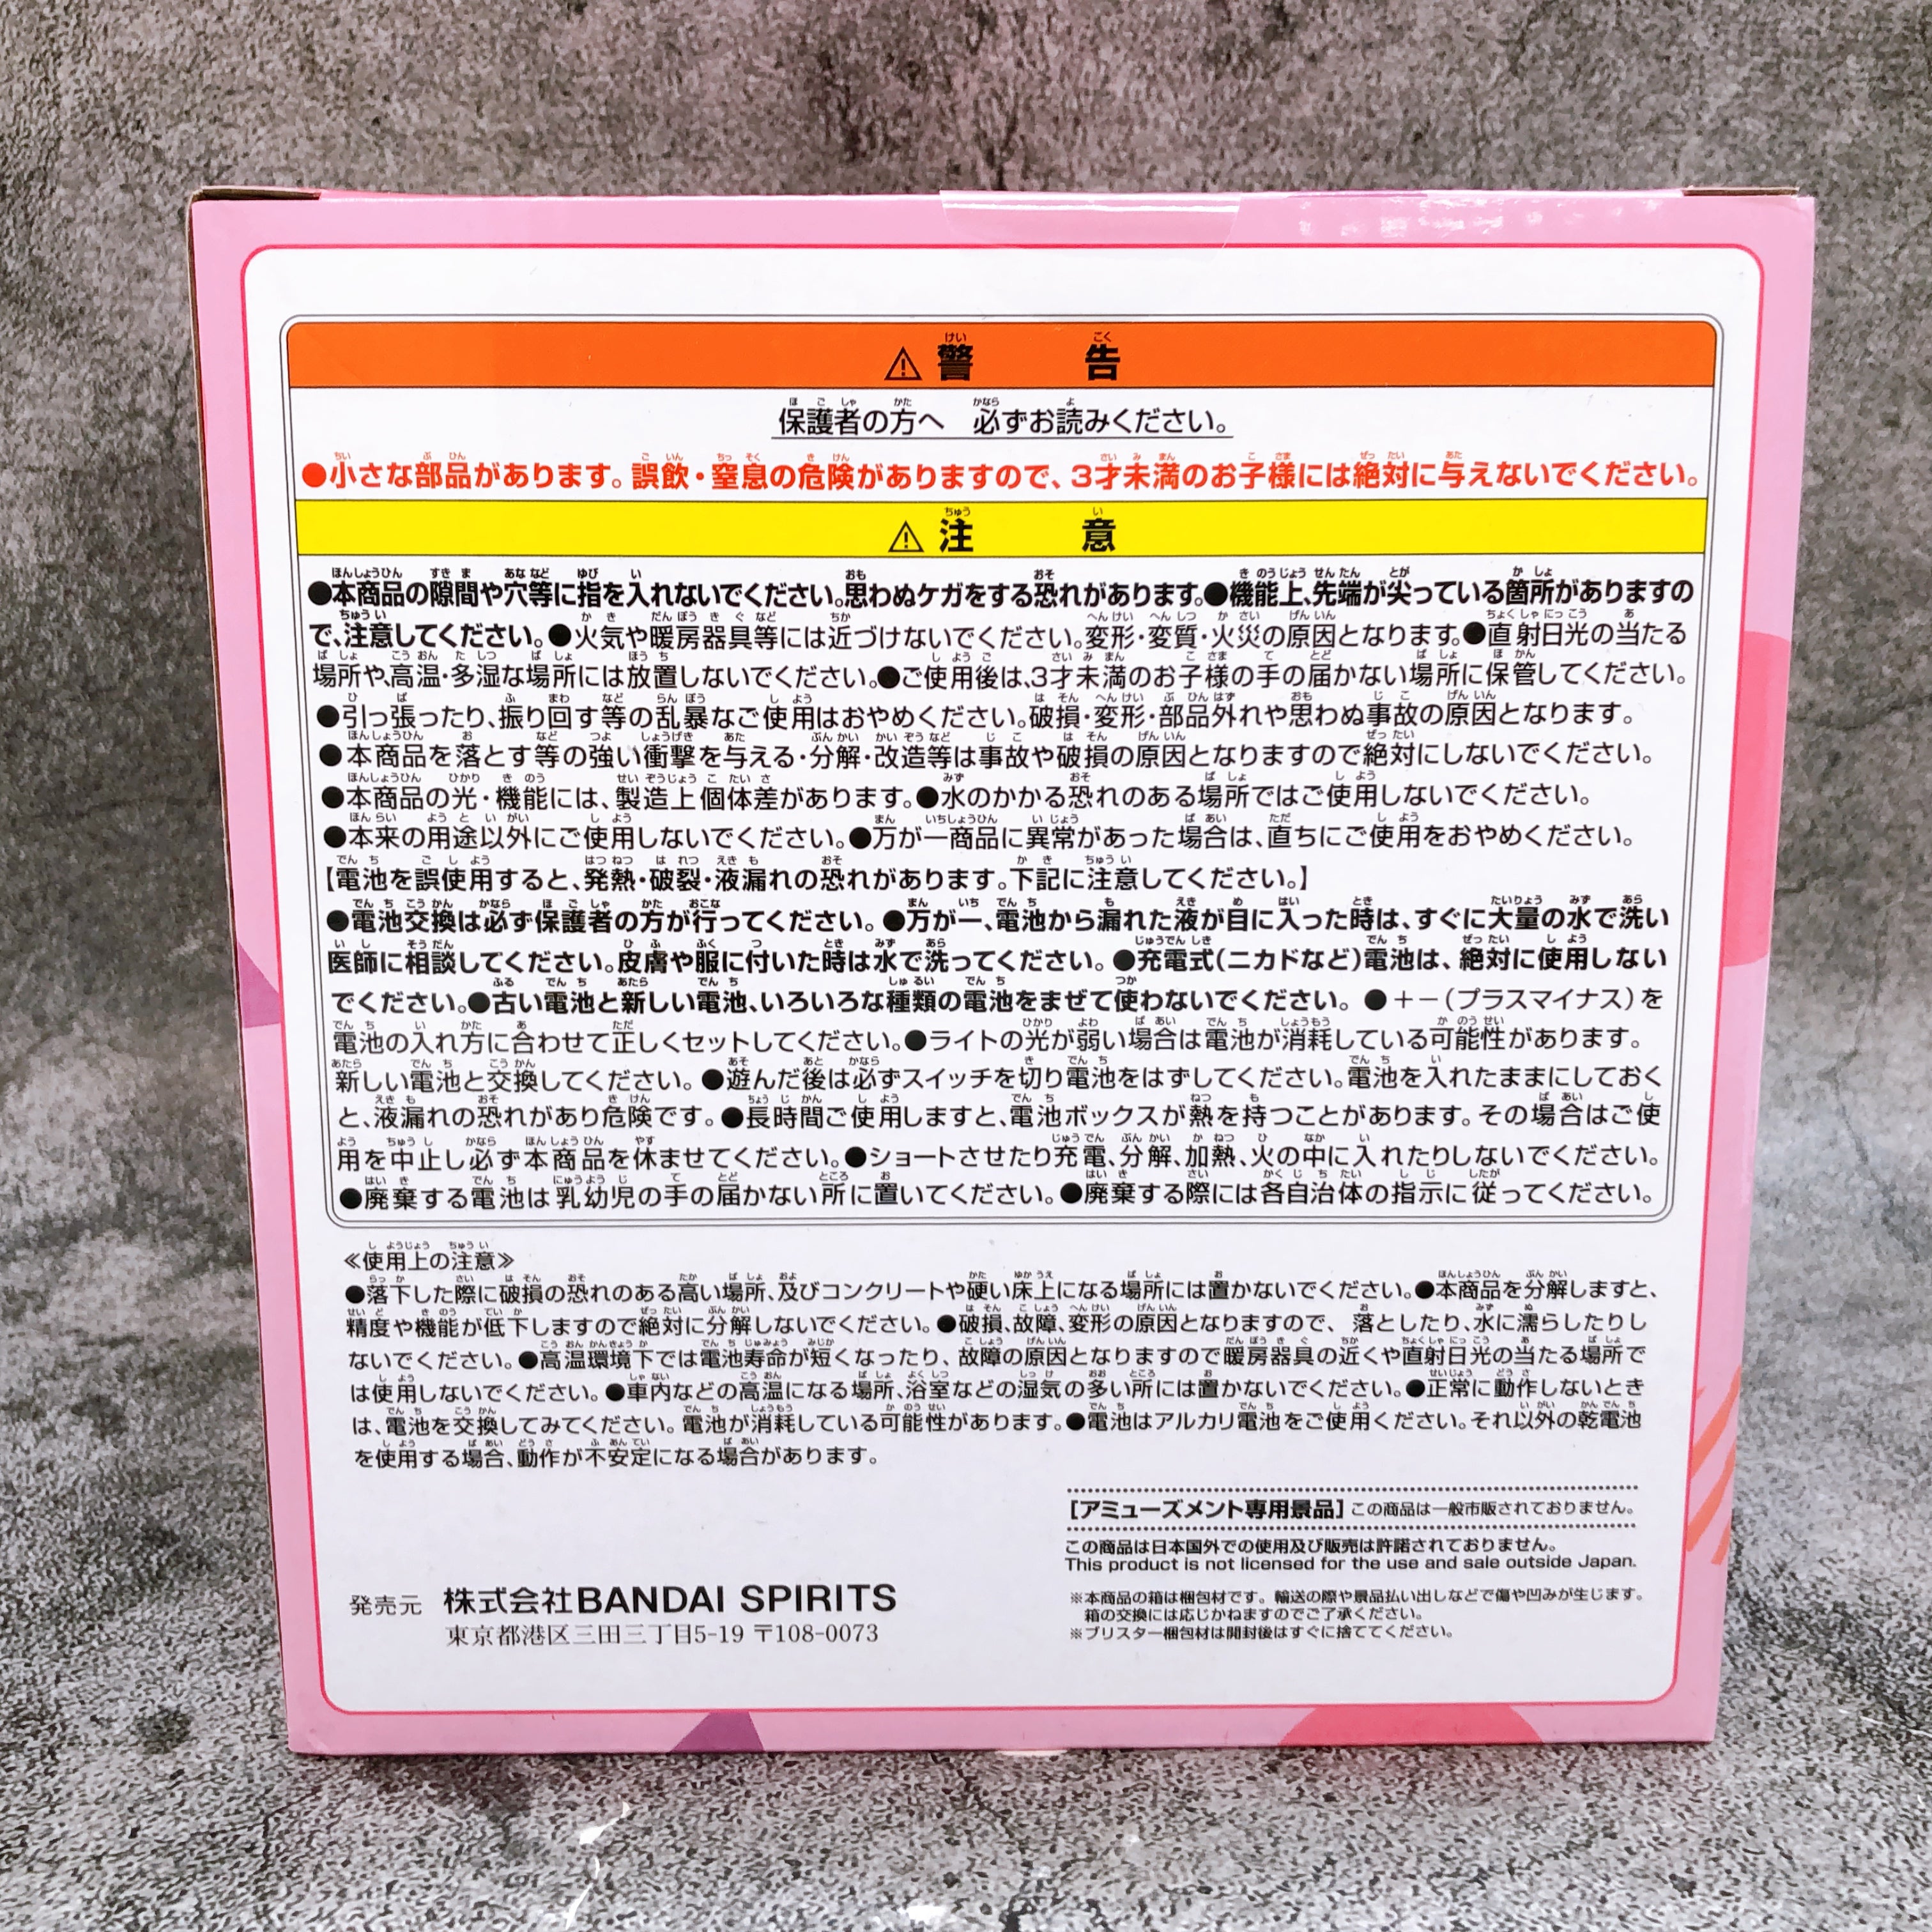 ⚠ 警告
保護者の方へ 必ずお読みください。
●小さな部品があります。誤飲・窒息の危険がありますので、3才未満のお子様には絶対に与えないでください。
⚠ 注意
●本商品の隙間や穴等に指を入れないでください。思わぬケガをする恐れがあります。●機能上、先端が尖っている箇所がありますの
で、注意してください。●火気や暖房器具等には近づけないでください。変形・変質・火災の原因となります。●直射日光の当たる
場所や、高温・多湿な場所には放置しないでください。●ご使用後は、3才未満のお子様の手の届かない場所に保管してください。
●引っ張ったり、振り回す等の乱暴なご使用はおやめください。破損・変形・部品外れや思わぬ事故の原因となります。
●本商品を落とす等の強い衝撃を与える・分解・改造等は事故や破損の原因となりますので絶対にしないでください。
●本商品の光・機能には、製造上個体差があります。●水のかかる恐れのある場所ではご使用しないでください。
●本来の用途以外にご使用しないでください。●万が一商品に異常があった場合は、直ちにご使用をおやめください。
【電池を誤使用すると、発熱・破裂・液漏れの恐れがあります。下記に注意してください。】
●電池交換は必ず保護者の方が行ってください。●万が一、電池から漏れた液が目に入った時は、すぐに大量の水で洗い
医師に相談してください。皮膚や服に付いた時は水で洗ってください。●充電式(ニカドなど)電池は、絶対に使用しない
でください。●古い電池と新しい電池、いろいろな種類の電池をまぜて使わないでください。●+-(プラスマイナス)を
電池の入れ方に合わせて正しくセットしてください。●ライトの光が弱い場合は電池が消耗している可能性があります。
新しい電池と交換してください。●遊んだ後は必ずスイッチを切り電池をはずしてください。電池を入れたままにしておく
と、液漏れの恐れがあり危険です。●長時間ご使用しますと、電池ボックスが熱を持つことがあります。その場合はご使
用を中止し必ず本商品を休ませてください。●ショートさせたり充電、分解、加熱、火の中に入れたりしないでください。
●廃棄する電池は乳幼児の手の届かない所に置いてください。●廃棄する際には各自治体の指示に従ってください。
≪使用上の注意≫
●落下した際に破損の恐れのある高い場所、及びコンクリートや硬い床上になる場所には置かないでください。●本商品を分解しますと、
精度や機能が低下しますので絶対に分解しないでください。●破損、故障、変形の原因となりますので、落としたり、水に濡らしたりし
ないでください。●高温環境下では電池寿命が短くなったり、故障の原因となりますので暖房器具の近くや直射日光の当たる場所で
は使用しないでください。●車内などの高温になる場所、浴室などの湿気の多い所には置かないでください。●正常に動作しないとき
は、電池を交換してみてください。電池が消耗している可能性があります。●電池はアルカリ電池をご使用ください。それ以外の乾電池
を使用する場合、動作が不安定になる場合があります。
[アミューズメント専用景品] この商品は一般市販されておりません。
この商品は日本国外での使用及び販売は許諾されておりません。
This product is not licensed for the use and sale outside Japan.
※本商品の箱は梱包材です。輸送の際や景品払い出しなどで傷や凹みが生じます。
箱の交換には応じかねますのでご了承ください。
※ブリスター梱包材は開封後はすぐに捨ててください。
発売元 株式会社BANDAI SPIRITS
東京都港区三田三丁目5-19 〒108-0073